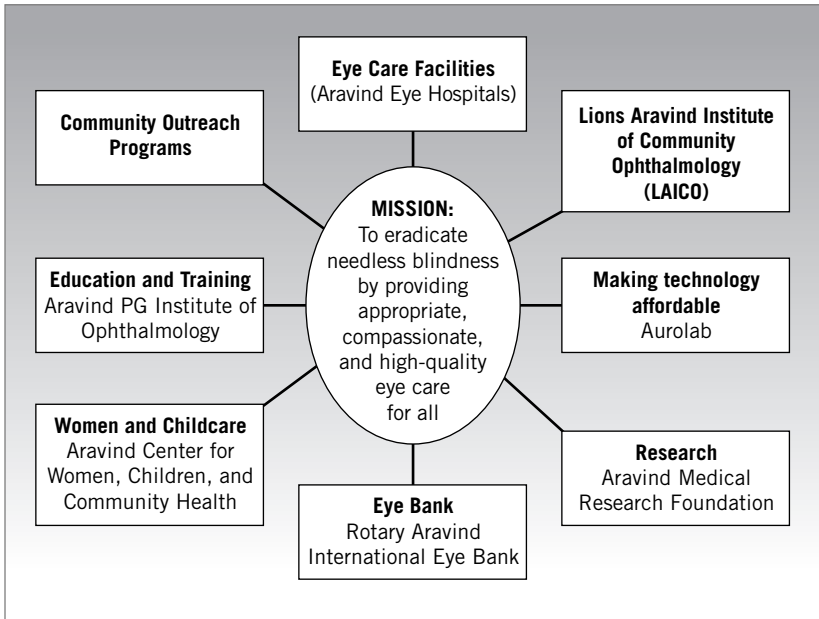 Eye Care Facilities
(Aravind Eye Hospitals)
Community Outreach
Programs
Lions Aravind Institute
of Community
Ophthalmology
(LAICO)
MISSION:
To eradicate
needless blindness
by providing
appropriate,
compassionate,
and high-quality
eye care
for all
Education and Training
Aravind PG Institute of
Ophthalmology
Making technology
affordable
Aurolab
Women and Childcare
Aravind Center for
Women, Children, and
Community Health
Eye Bank
Rotary Aravind
International Eye Bank
Research
Aravind Medical
Research Foundation